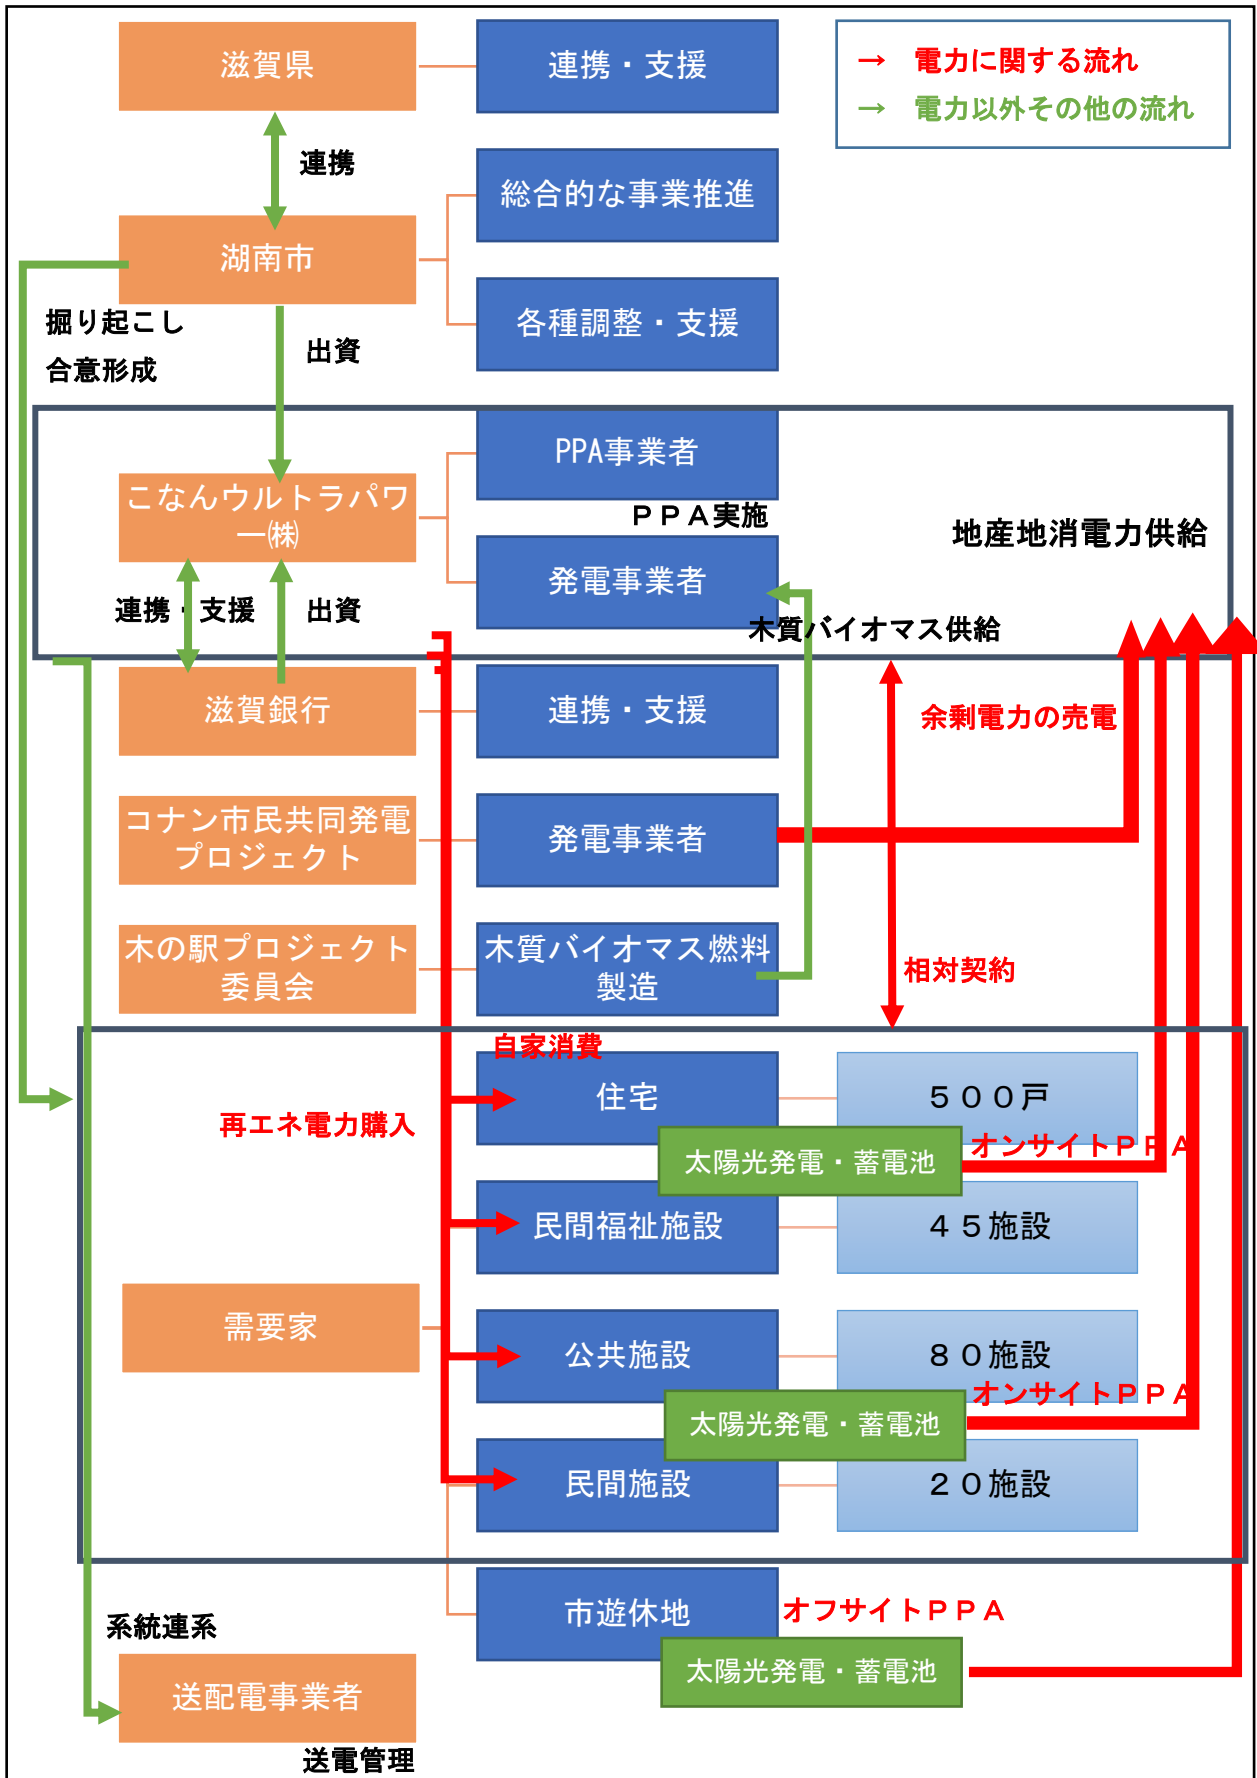 滋賀県
連携・支援
→ 電力に関する流れ
→ 電力以外その他の流れ
連携
総合的な事業推進
湖南市
各種調整・支援
掘り起こし
合意形成
出資
PPA事業者
こなんウルトラパワ
ー㈱
ＰＰＡ実施
地産地消電力供給
発電事業者
連携・支援
出資
木質バイオマス供給
滋賀銀行
連携・支援
余剰電力の売電
コナン市民共同発電
プロジェクト
発電事業者
木の駅プロジェクト
委員会
木質バイオマス燃料
製造
相対契約
自家消費
住宅
５００戸
再エネ電力購入
オンサイトＰＰＡ
太陽光発電・蓄電池
民間福祉施設
４５施設
需要家
公共施設
８０施設
オンサイトＰＰＡ
太陽光発電・蓄電池
民間施設
２０施設
市遊休地
オフサイトＰＰＡ
系統連系
太陽光発電・蓄電池
送配電事業者
送電管理